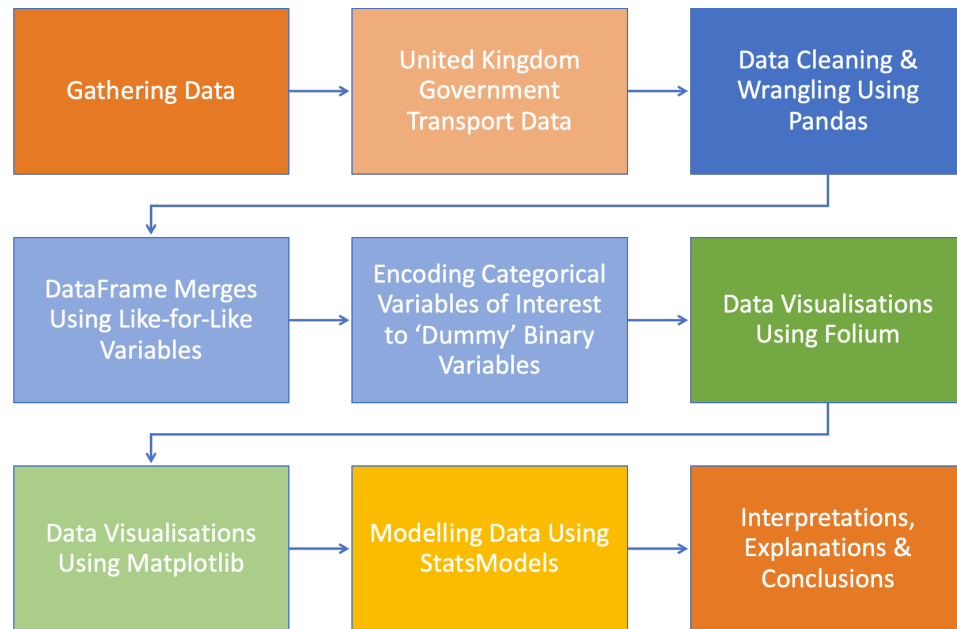 Gathering Data
United Kingdom
Government
Transport Data
Data Cleaning &
Wrangling Using
Pandas
DataFrame Merges
Using Like-for-Like
Variables
Encoding Categorical
Variables of Interest
to ‘Dummy’ Binary
Variables
Data Visualisations
Using Folium
Data Visualisations
Using Matplotlib
Modelling Data Using
StatsModels
Interpretations,
Explanations &
Conclusions